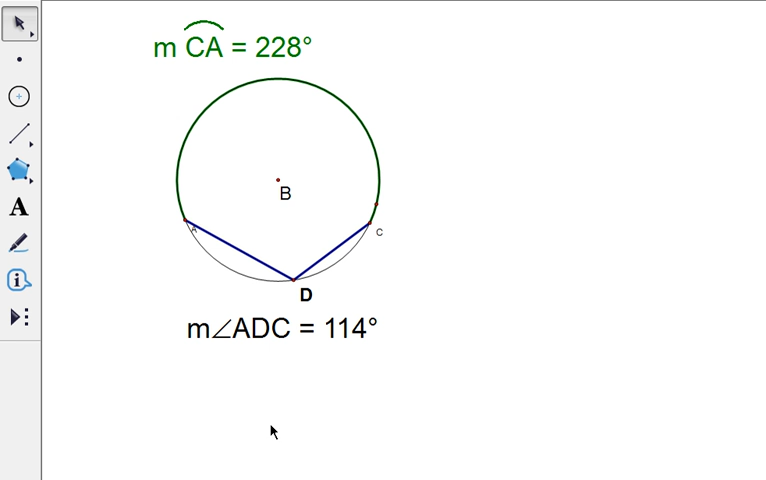 m CA = 228°
B
A
C
D
m∠ADC = 114°
A